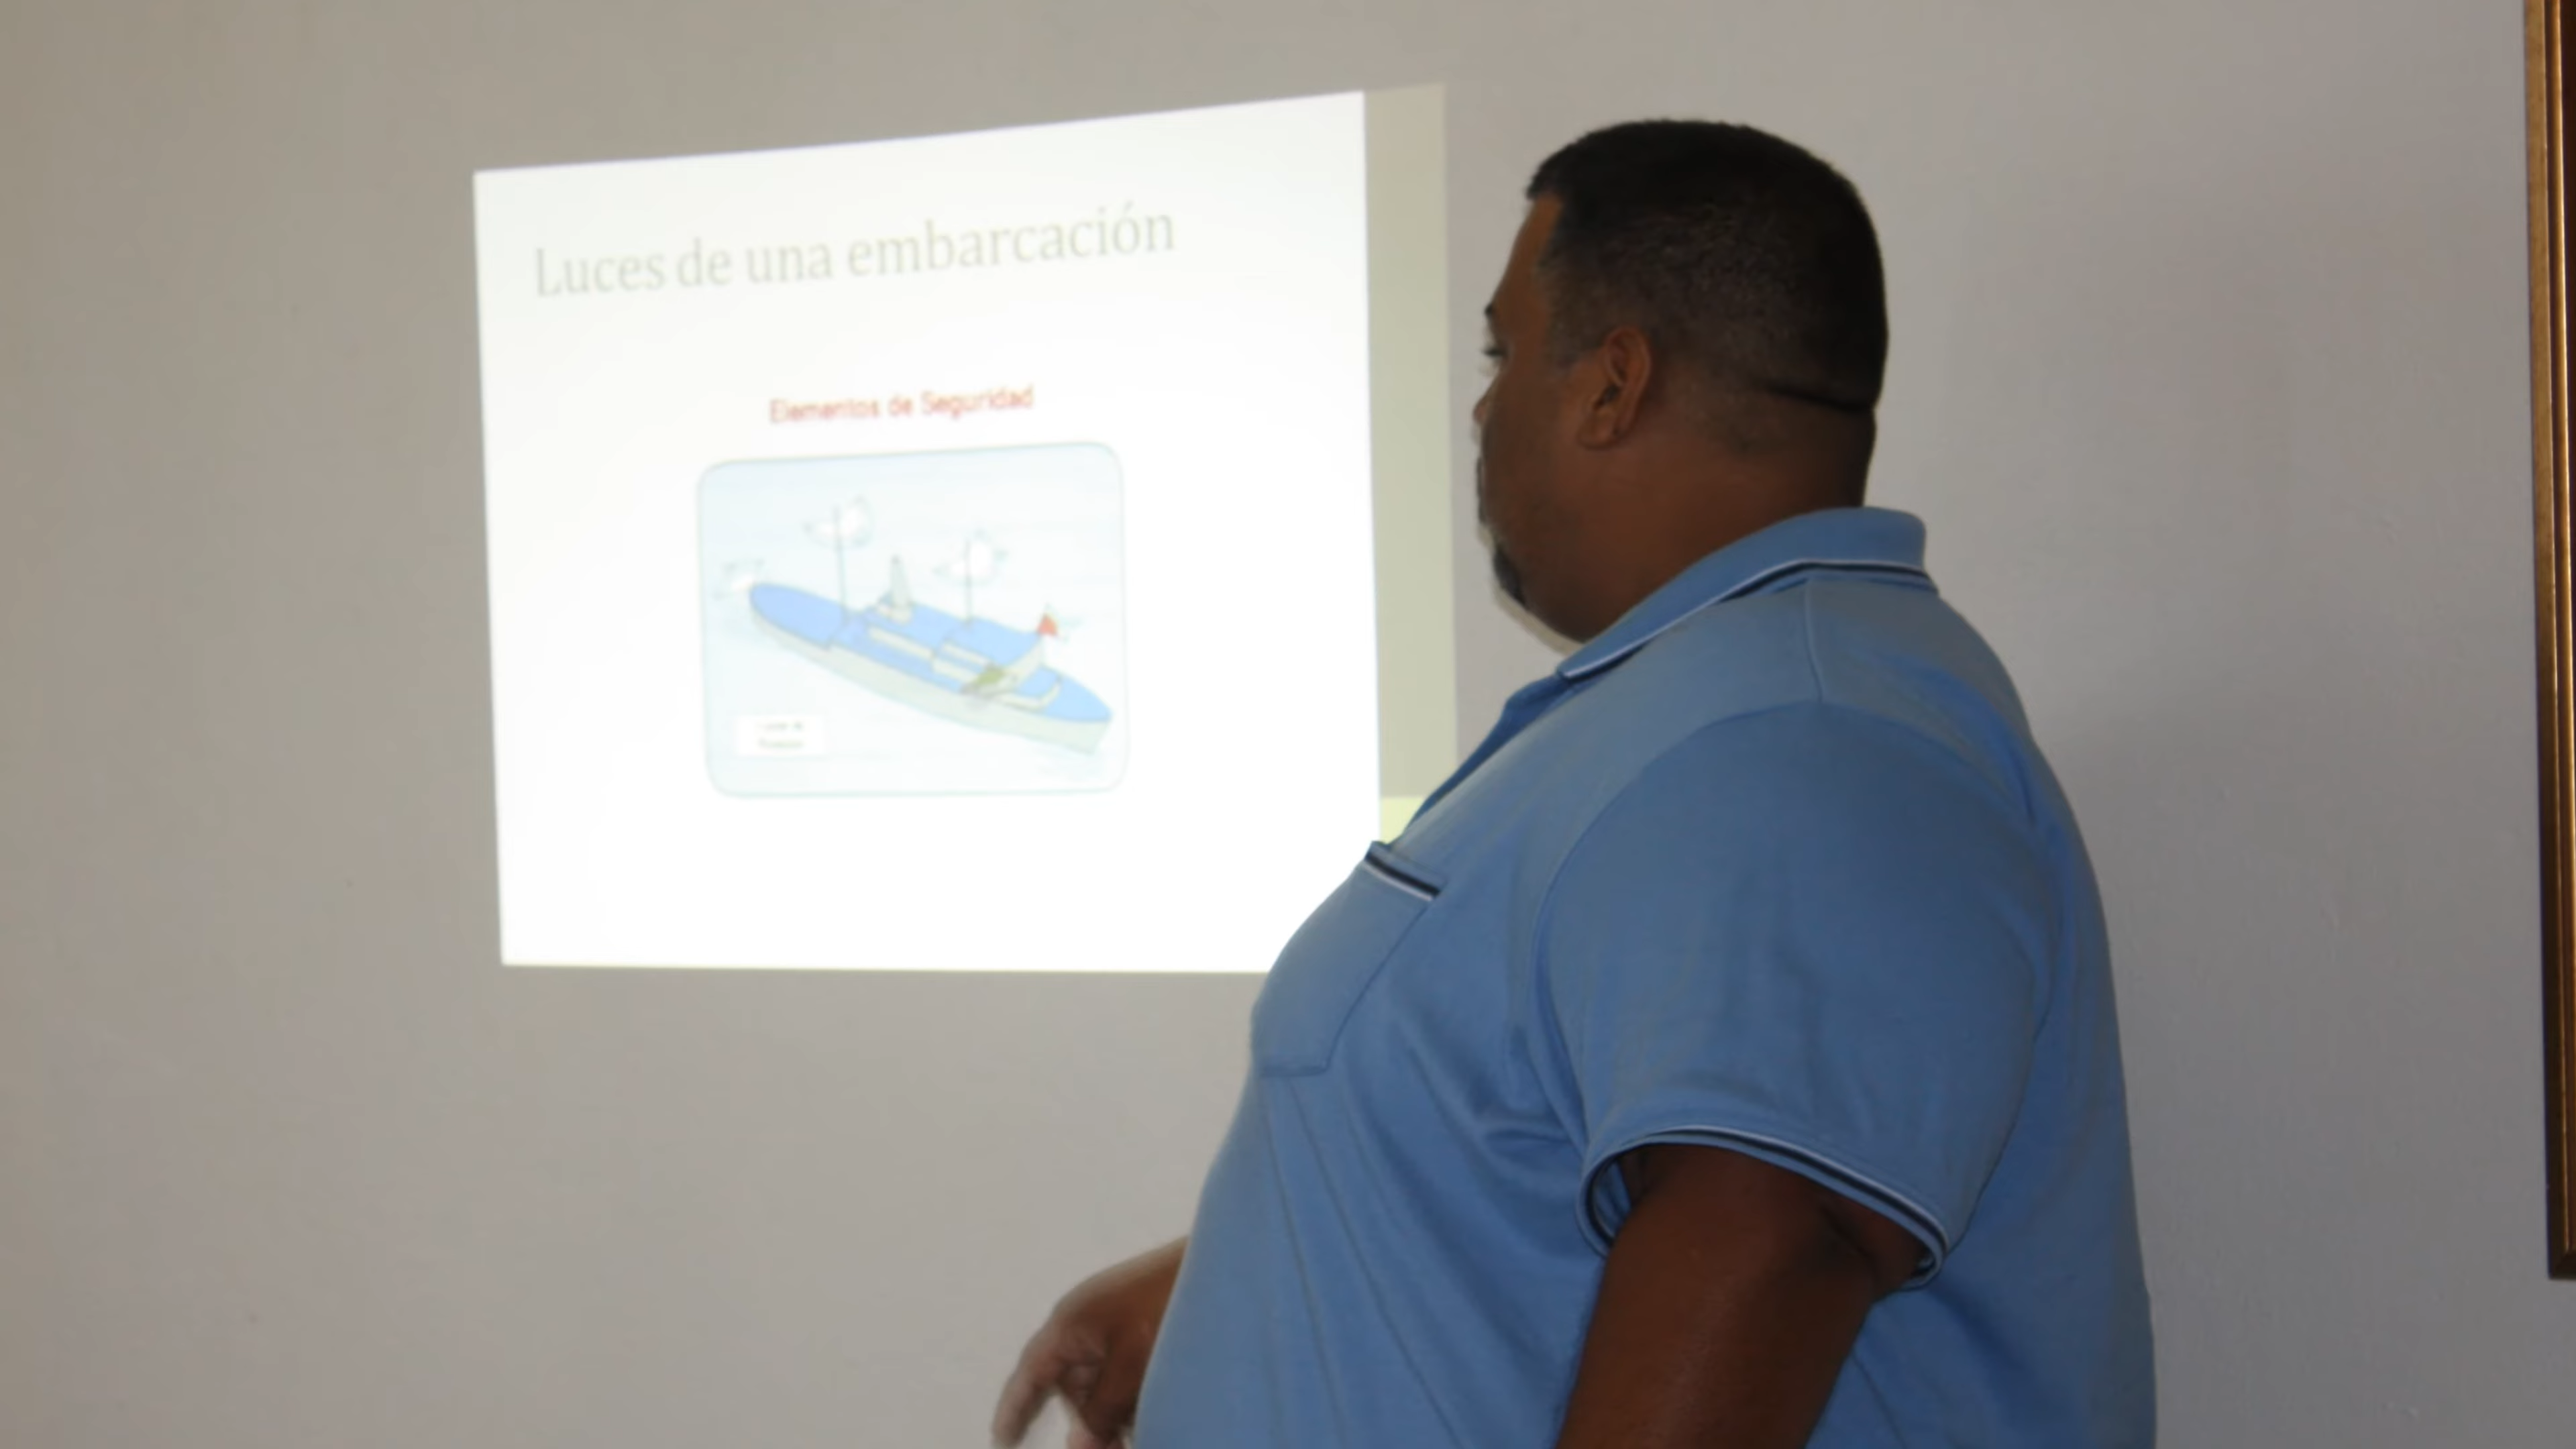 Luces de una embarcación
Elementos de Seguridad